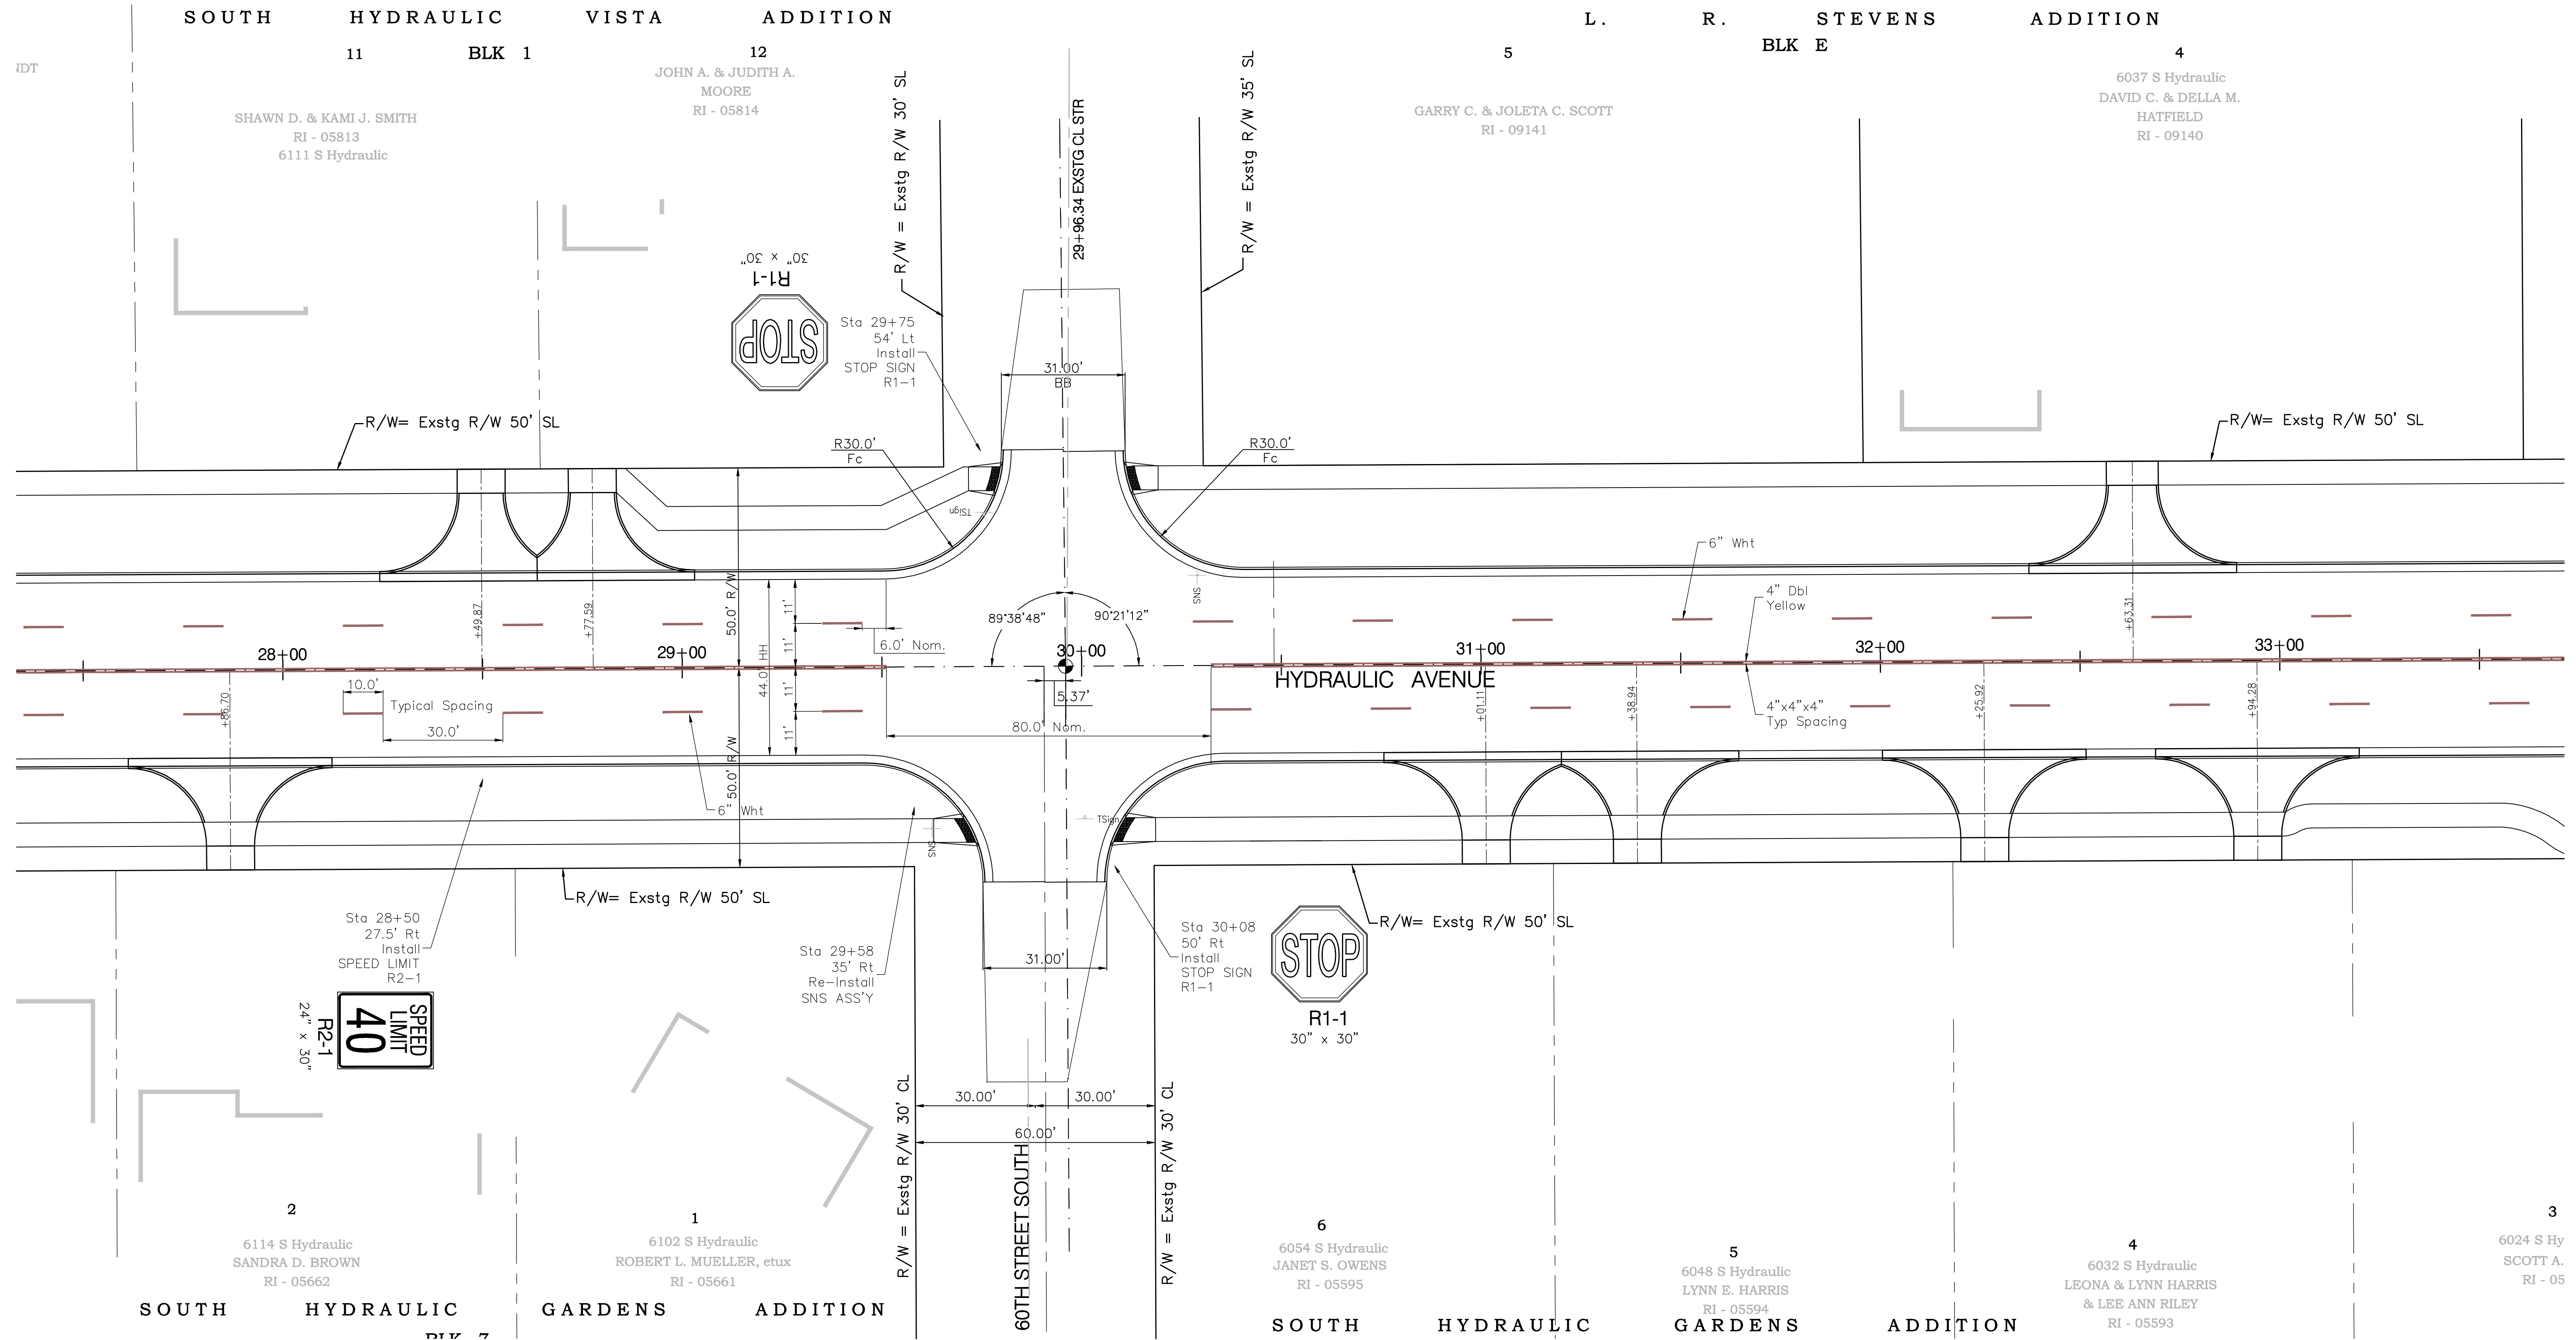 SOUTH HYDRAULIC VISTA ADDITION
L. R. STEVENS ADDITION
11
BLK 1
12
5
BLK E
4
JOHN A. & JUDITH A.
MOORE
RI - 05814
SHAWN D. & KAMI J. SMITH
RI - 05813
6111 S Hydraulic
GARRY C. & JOLETA C. SCOTT
RI - 09141
6037 S Hydraulic
DAVID C. & DELLA M.
HATFIELD
RI - 09140
R/W = Exstg R/W 30' SL
29+96.34 EXSTG CL STR
R/W = Exstg R/W 35' SL
30" x 30"
R1-1
STOP
Sta 29+75
54' Lt
Install
STOP SIGN
R1-1
31.00'
BB
R/W= Exstg R/W 50' SL
R/W= Exstg R/W 50' SL
R30.0'
Fc
R30.0'
Fc
TSign
SNS
6" Wht
4" Dbl
Yellow
+49.87
+77.59
50.0' R/W
44.0' HH
11'
11'
11'
11'
6.0' Nom.
89°38'48"
90°21'12"
+63.31
28+00
29+00
30+00
31+00
32+00
33+00
HYDRAULIC AVENUE
+86.70
10.0'
Typical Spacing
30.0'
5.37'
80.0' Nom.
+01.11
+38.94
4"x4"x4"
Typ Spacing
+25.92
+94.28
50.0' R/W
6" Wht
SNS
TSign
R/W= Exstg R/W 50' SL
R/W= Exstg R/W 50' SL
Sta 28+50
27.5' Rt
Install
SPEED LIMIT
R2-1
Sta 29+58
35' Rt
Re-Install
SNS ASS'Y
31.00'
Sta 30+08
50' Rt
Install
STOP SIGN
R1-1
STOP
R1-1
30" x 30"
SPEED
LIMIT
40
R2-1
24" x 30"
30.00'
30.00'
60.00'
R/W = Exstg R/W 30' CL
60TH STREET SOUTH
R/W = Exstg R/W 30' CL
2
6114 S Hydraulic
SANDRA D. BROWN
RI - 05662
1
6102 S Hydraulic
ROBERT L. MUELLER, etux
RI - 05661
6
6054 S Hydraulic
JANET S. OWENS
RI - 05595
5
6048 S Hydraulic
LYNN E. HARRIS
RI - 05594
4
6032 S Hydraulic
LEONA & LYNN HARRIS
& LEE ANN RILEY
RI - 05593
3
6024 S Hy
SCOTT A.
RI - 05
SOUTH HYDRAULIC GARDENS ADDITION
BLK 7
SOUTH HYDRAULIC GARDENS ADDITION